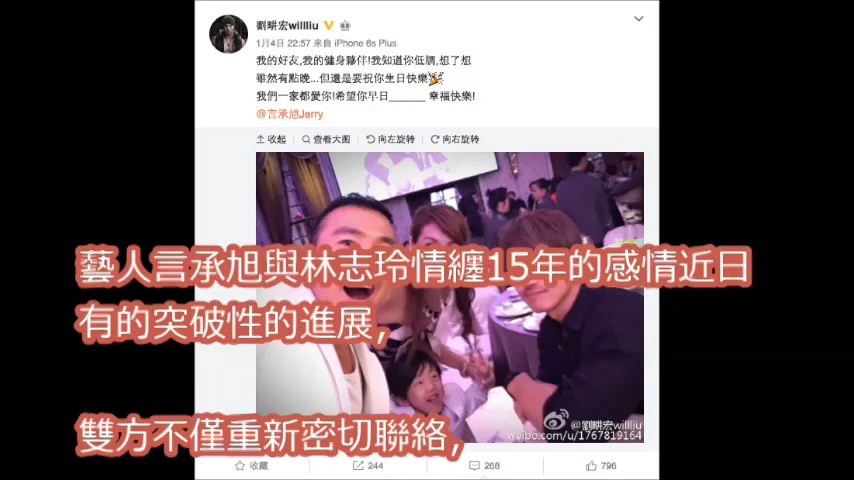 劉畊宏willliu
1月4日 22:57 来自 iPhone 6s Plus
我的好友,我的健身夥伴!我知道你低調,想了想
雖然有點晚...但還是要祝你生日快樂
我們一家都愛你!希望你早日______ 幸福快樂!
@言承旭Jerry
收起 查看大图 向左旋转 向右旋转
藝人言承旭與林志玲情纏15年的感情近日
有的突破性的進展,
雙方不僅重新密切聯絡,
@劉畊宏willliu
weibo.com/u/1767819164
收藏 244 268 796